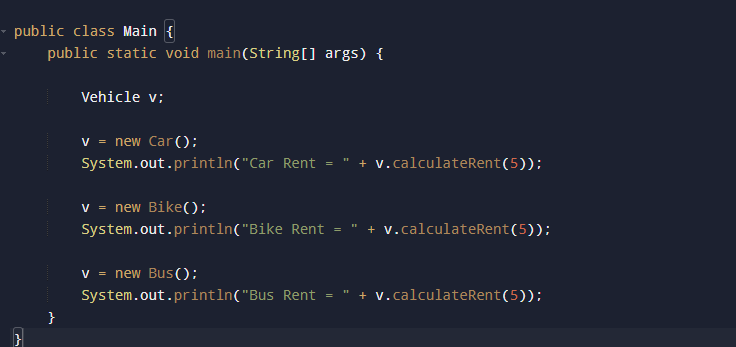 public class Main {
    public static void main(String[] args) {
        Vehicle v;
        v = new Car();
        System.out.println("Car Rent = " + v.calculateRent(5));
        v = new Bike();
        System.out.println("Bike Rent = " + v.calculateRent(5));
        v = new Bus();
        System.out.println("Bus Rent = " + v.calculateRent(5));
    }
}